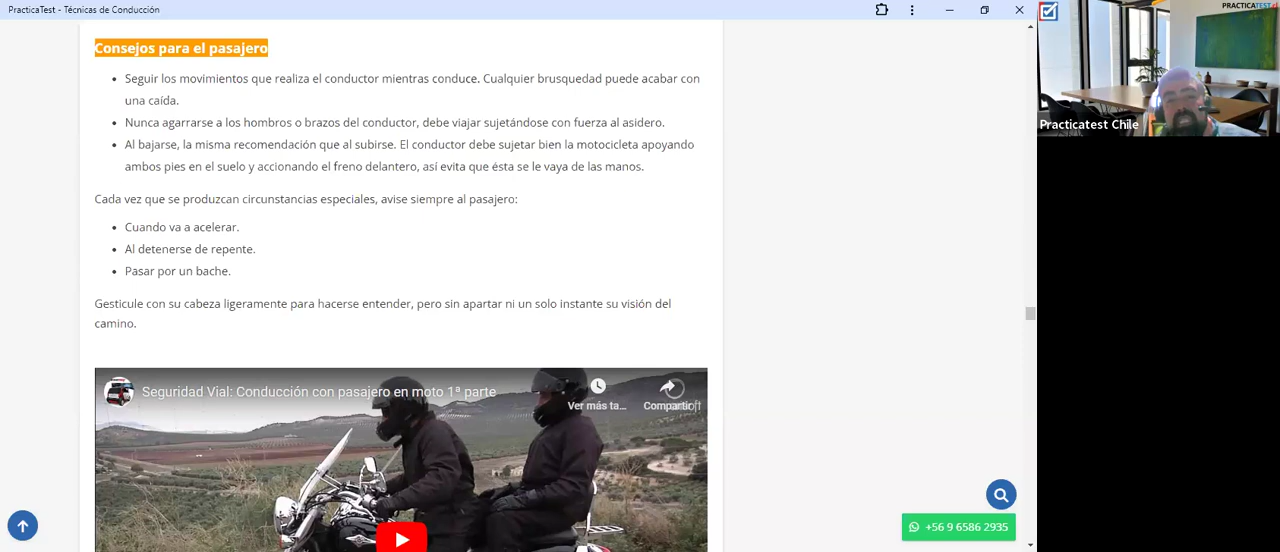 PracticaTest - Técnicas de Conducción
Consejos para el pasajero
Seguir los movimientos que realiza el conductor mientras conduce. Cualquier brusquedad puede acabar con
una caída.
Nunca agarrarse a los hombros o brazos del conductor, debe viajar sujetándose con fuerza al asidero.
Al bajarse, la misma recomendación que al subirse. El conductor debe sujetar bien la motocicleta apoyando
ambos pies en el suelo y accionando el freno delantero, así evita que ésta se le vaya de las manos.
Cada vez que se produzcan circunstancias especiales, avise siempre al pasajero:
Cuando va a acelerar.
Al detenerse de repente.
Pasar por un bache.
Gesticule con su cabeza ligeramente para hacerse entender, pero sin apartar ni un solo instante su visión del
camino.
Seguridad Vial: Conducción con pasajero en moto 1ª parte
Ver más ta...
Compartir
+56 9 6586 2935
PRACTICATEST.cl
Practicatest Chile